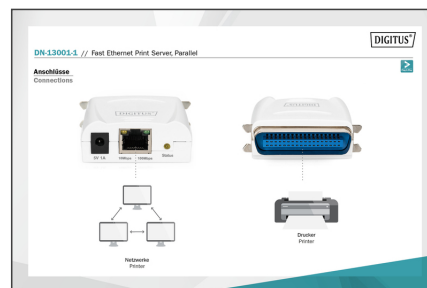 DIGITUS®
DN-13001-1 // Fast Ethernet Print Server, Parallel
Anschlüsse
Connections
DIGITUS
5V 1A
10Mbps
100Mbps
Status
Netzwerke
Printer
Drucker
Printer